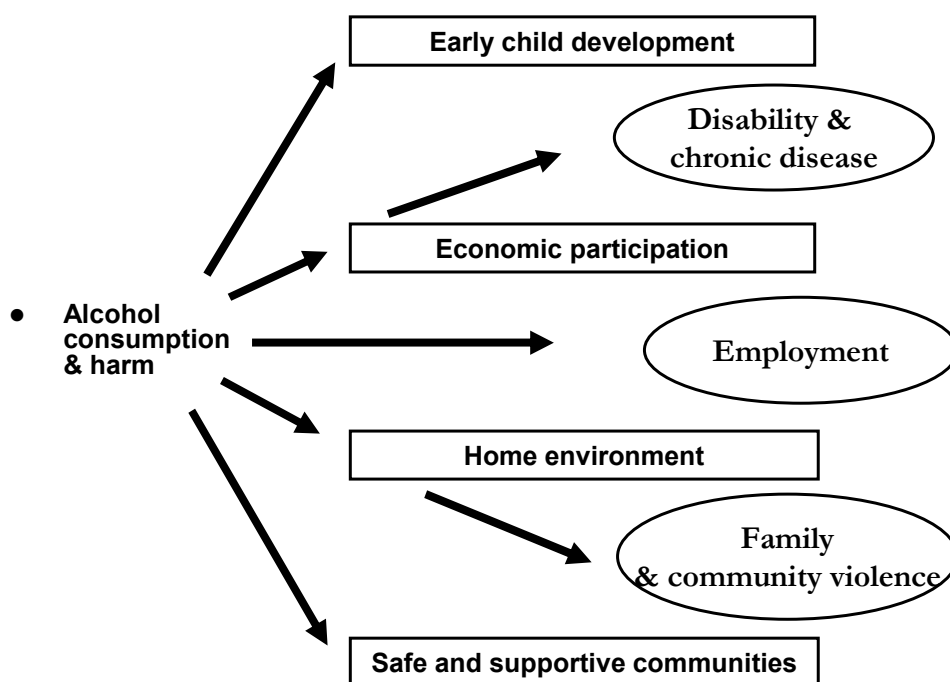 Early child development
Disability &
chronic disease
Economic participation
● Alcohol
consumption
& harm
Employment
Home environment
Family
& community violence
Safe and supportive communities